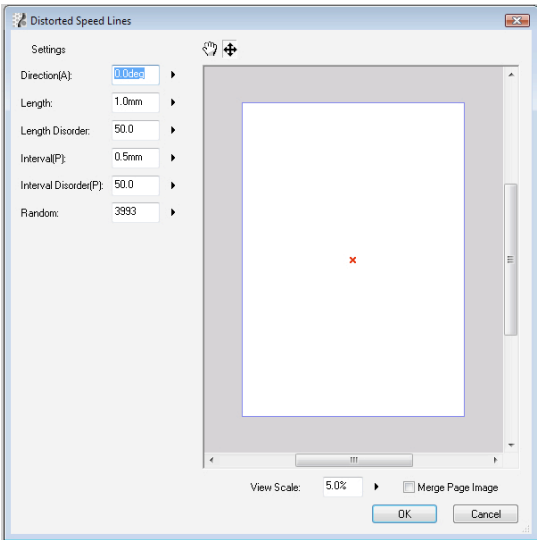 Distorted Speed Lines
Settings
Direction(A): 0.0deg
Length: 1.0mm
Length Disorder: 50.0
Interval(P): 0.5mm
Interval Disorder(P): 50.0
Random: 3993
View Scale: 5.0% Merge Page Image
OK Cancel